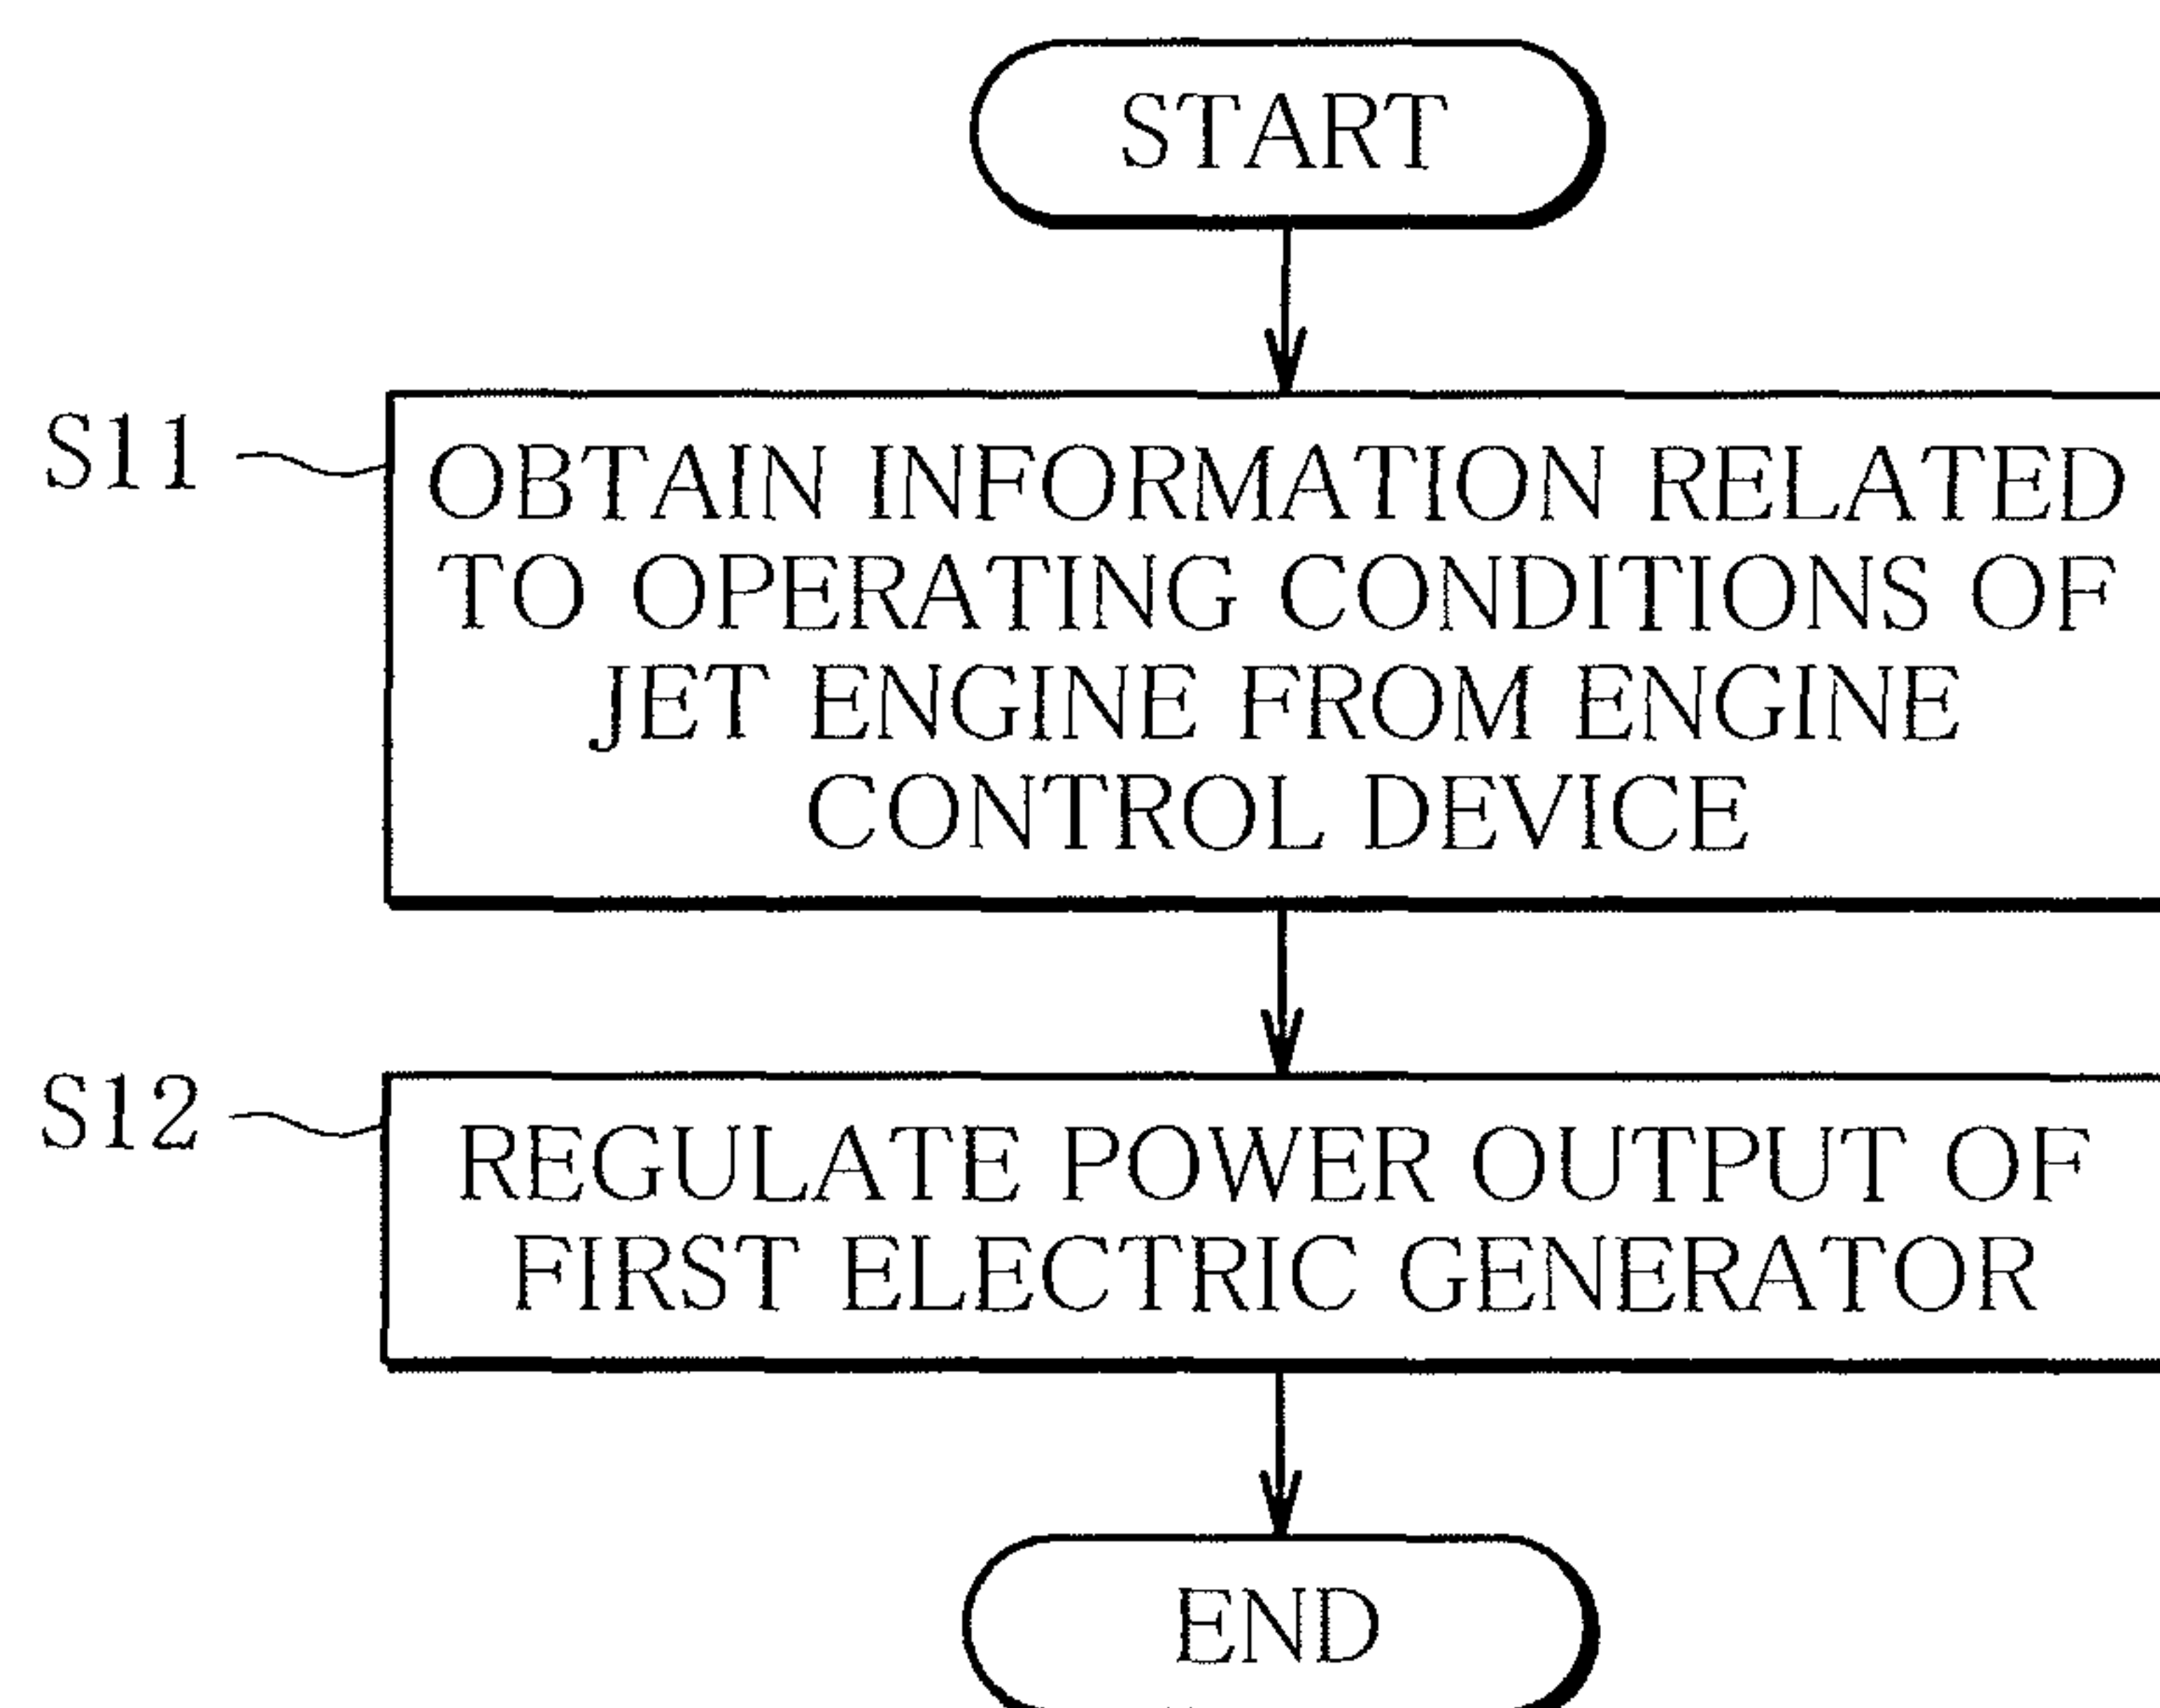 START
S11
OBTAIN INFORMATION RELATED
TO OPERATING CONDITIONS OF
JET ENGINE FROM ENGINE
CONTROL DEVICE
S12
REGULATE POWER OUTPUT OF
FIRST ELECTRIC GENERATOR
END